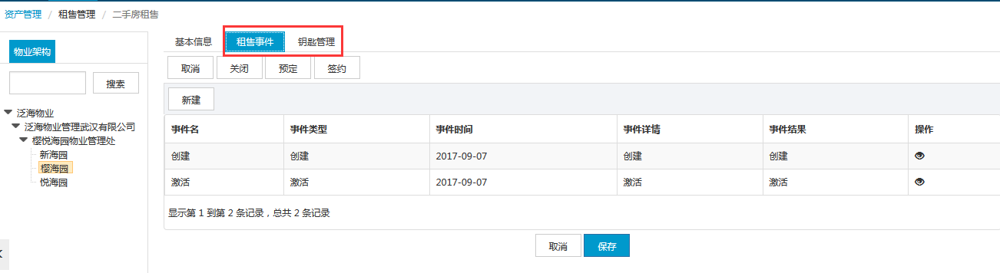 资产管理 / 租售管理 / 二手房租售
物业架构
搜索
泛海物业
泛海物业管理武汉有限公司
樱悦海园物业管理处
新海园
樱海园
悦海园
基本信息 租售事件 钥匙管理
取消 关闭 预定 签约
新建
事件名 事件类型 事件时间 事件详情 事件结果 操作
创建 创建 2017-09-07 创建 创建
激活 激活 2017-09-07 激活 激活
显示第 1 到第 2 条记录，总共 2 条记录
取消 保存